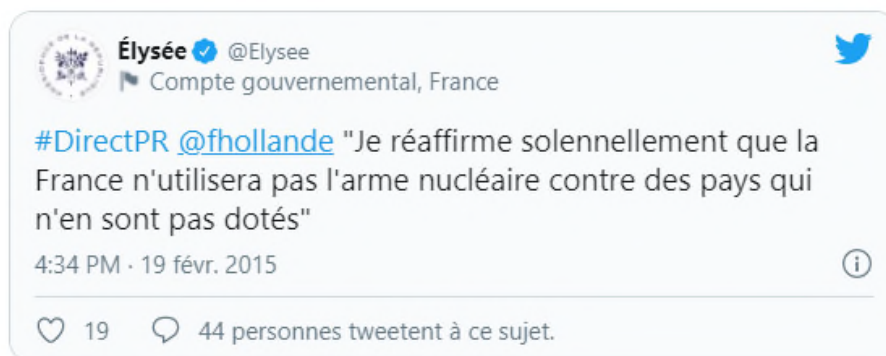 Élysée @Elysee
Compte gouvernemental, France
#DirectPR @fhollande "Je réaffirme solennellement que la
France n'utilisera pas l'arme nucléaire contre des pays qui
n'en sont pas dotés"
4:34 PM · 19 févr. 2015
19 44 personnes tweetent à ce sujet.